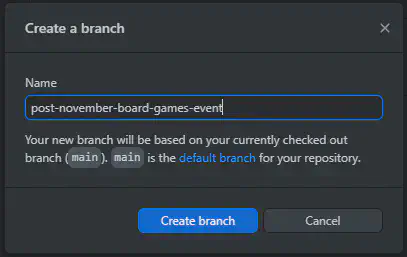 Create a branch
Name
post-november-board-games-event
Your new branch will be based on your currently checked out
branch (main). main is the default branch for your repository.
Create branch
Cancel